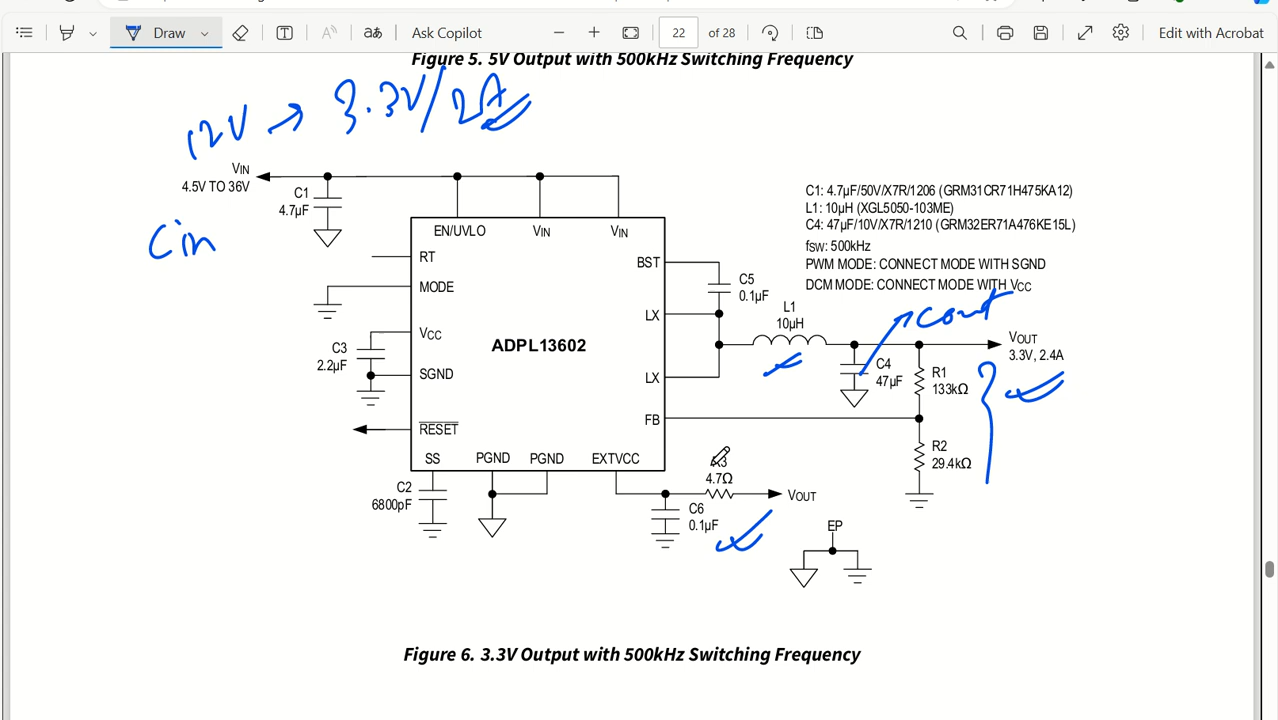 Draw
Ask Copilot
22 of 28
Edit with Acrobat
Figure 5. 5V Output with 500kHz Switching Frequency
12V → 3.3V/2A
VIN
4.5V TO 36V
C1
4.7µF
Cin
EN/UVLO
VIN
VIN
RT
MODE
VCC
SGND
RESET
SS
PGND
PGND
EXTVCC
BST
LX
LX
FB
ADPL13602
C3
2.2µF
C2
6800pF
C5
0.1µF
L1
10µH
C1: 4.7µF/50V/X7R/1206 (GRM31CR71H475KA12)
L1: 10µH (XGL5050-103ME)
C4: 47µF/10V/X7R/1210 (GRM32ER71A476KE15L)
fSW: 500kHz
PWM MODE: CONNECT MODE WITH SGND
DCM MODE: CONNECT MODE WITH VCC
Cout
VOUT
3.3V, 2.4A
C4
47µF
R1
133kΩ
R2
29.4kΩ
4.7Ω
VOUT
C6
0.1µF
EP
Figure 6. 3.3V Output with 500kHz Switching Frequency